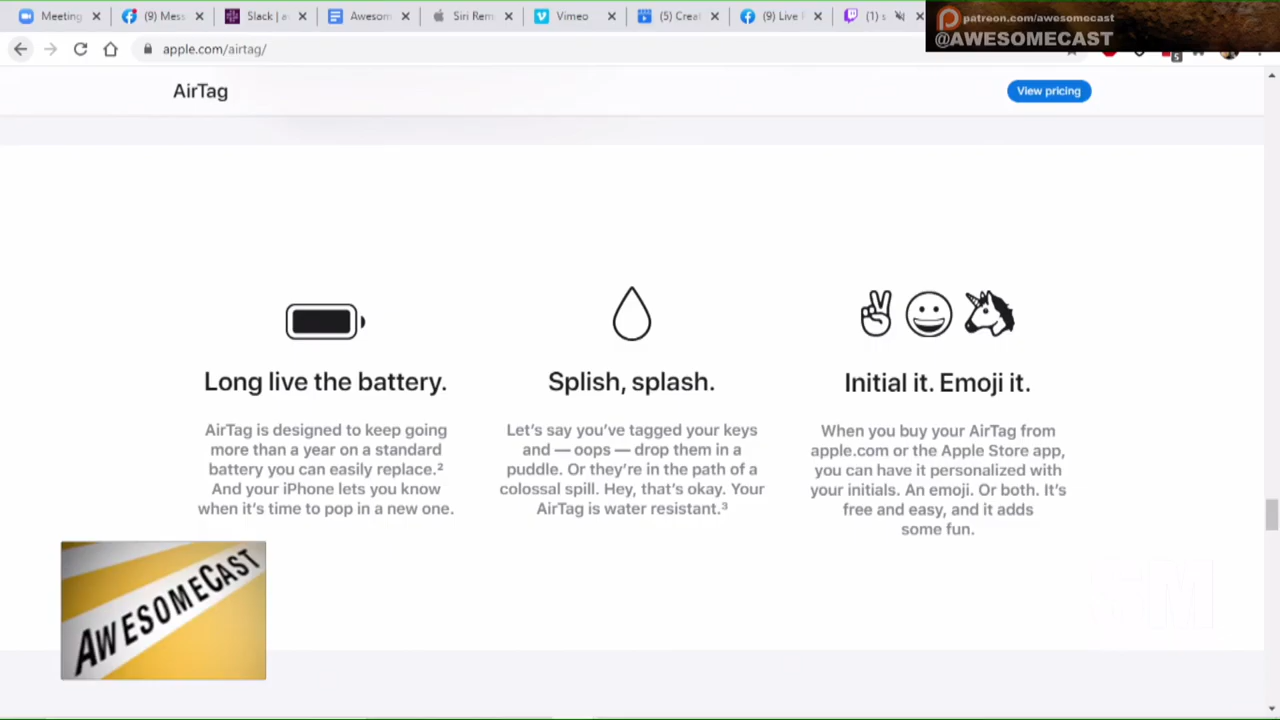 Meeting
(9) Mess
Slack | a
Awesom
Siri Rem
Vimeo
(5) Creat
(9) Live
(1) s
patreon.com/awesomecast
@AWESOMECAST
apple.com/airtag/
5
AirTag
View pricing
Long live the battery.
AirTag is designed to keep going
more than a year on a standard
battery you can easily replace.²
And your iPhone lets you know
when it's time to pop in a new one.
Splish, splash.
Let's say you've tagged your keys
and — oops — drop them in a
puddle. Or they're in the path of a
colossal spill. Hey, that's okay. Your
AirTag is water resistant.³
Initial it. Emoji it.
When you buy your AirTag from
apple.com or the Apple Store app,
you can have it personalized with
your initials. An emoji. Or both. It's
free and easy, and it adds
some fun.
AWESOMECAST